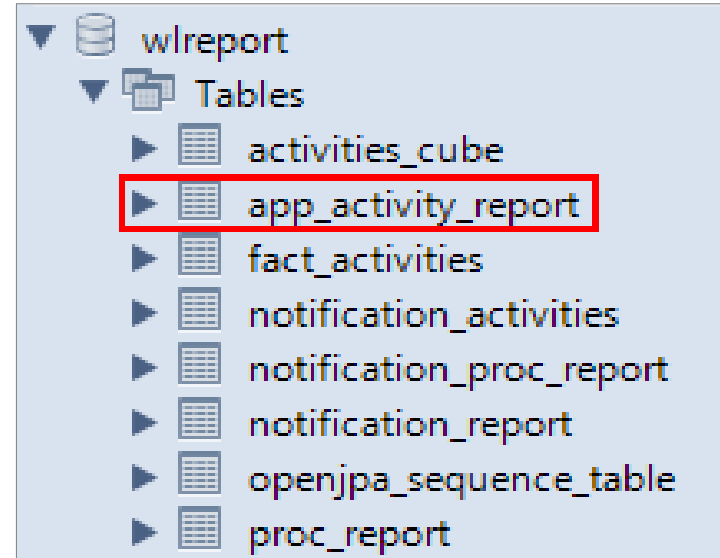 wlreport
Tables
activities_cube
app_activity_report
fact_activities
notification_activities
notification_proc_report
notification_report
openjpa_sequence_table
proc_report